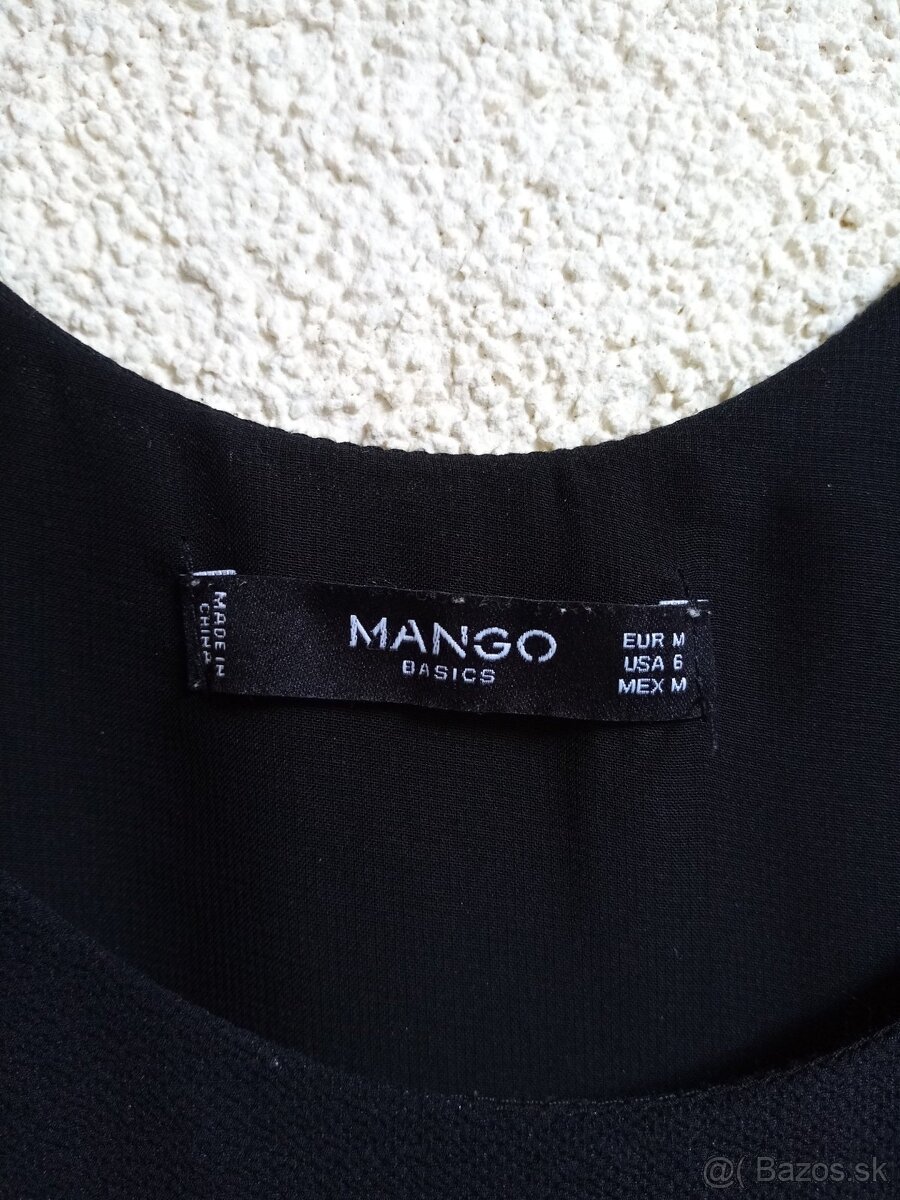 MADE IN
CHINA
MANGO
BASICS
EUR M
USA 6
MEX M
@( Bazos.sk